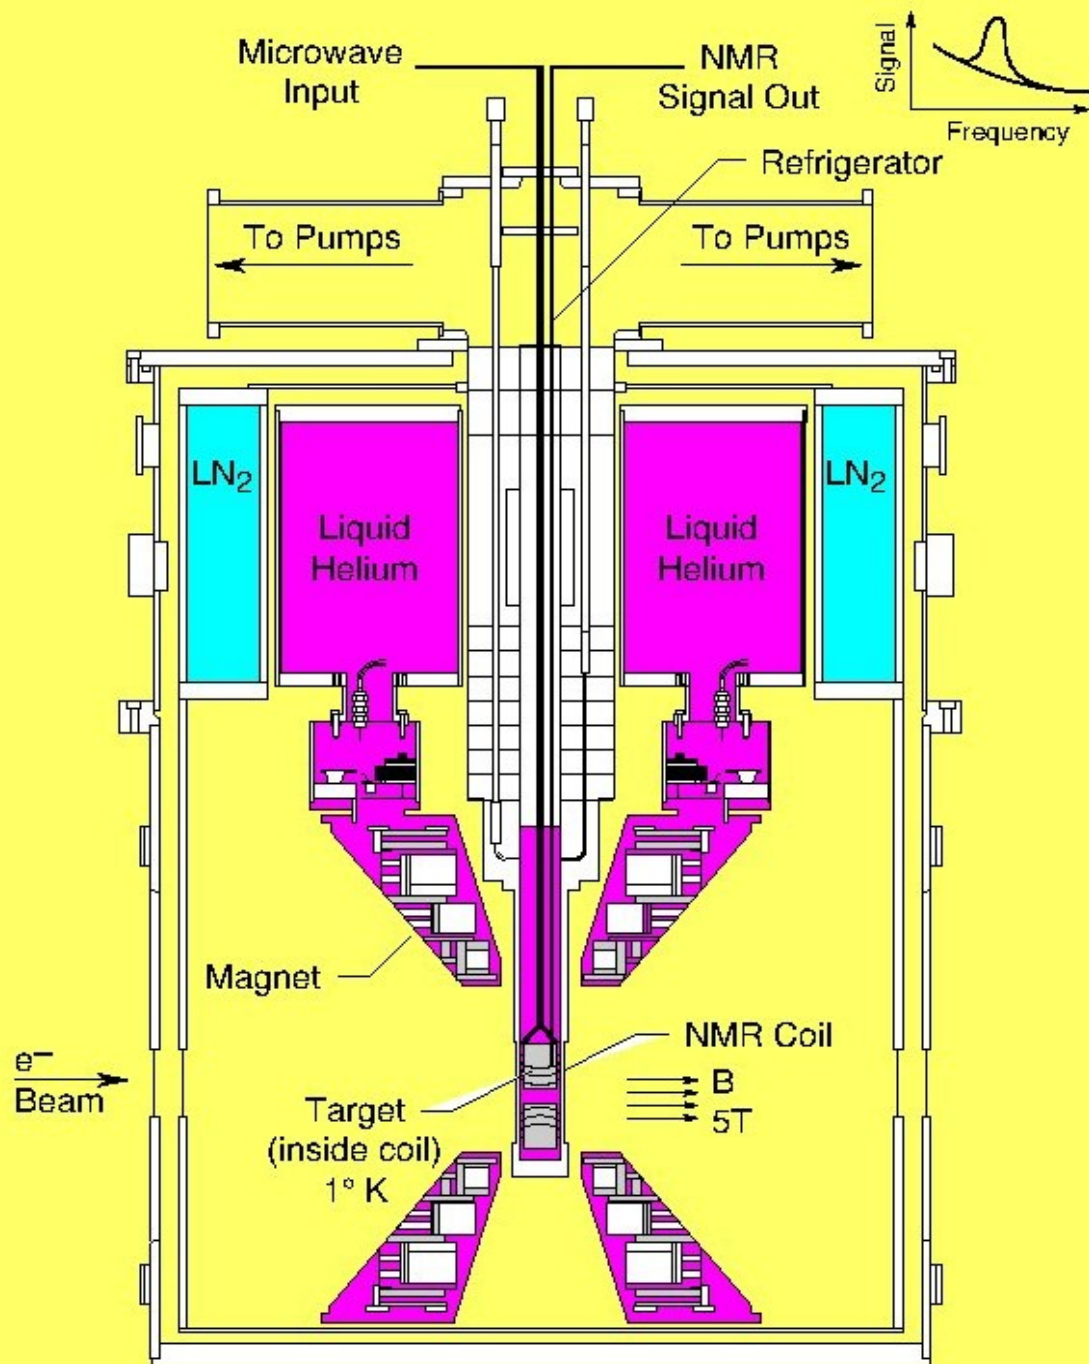 Microwave
Input
NMR
Signal Out
Signal
Frequency
Refrigerator
To Pumps
To Pumps
LN₂
Liquid
Helium
Liquid
Helium
LN₂
Magnet
NMR Coil
e⁻
Beam
B
5T
Target
(inside coil)
1° K